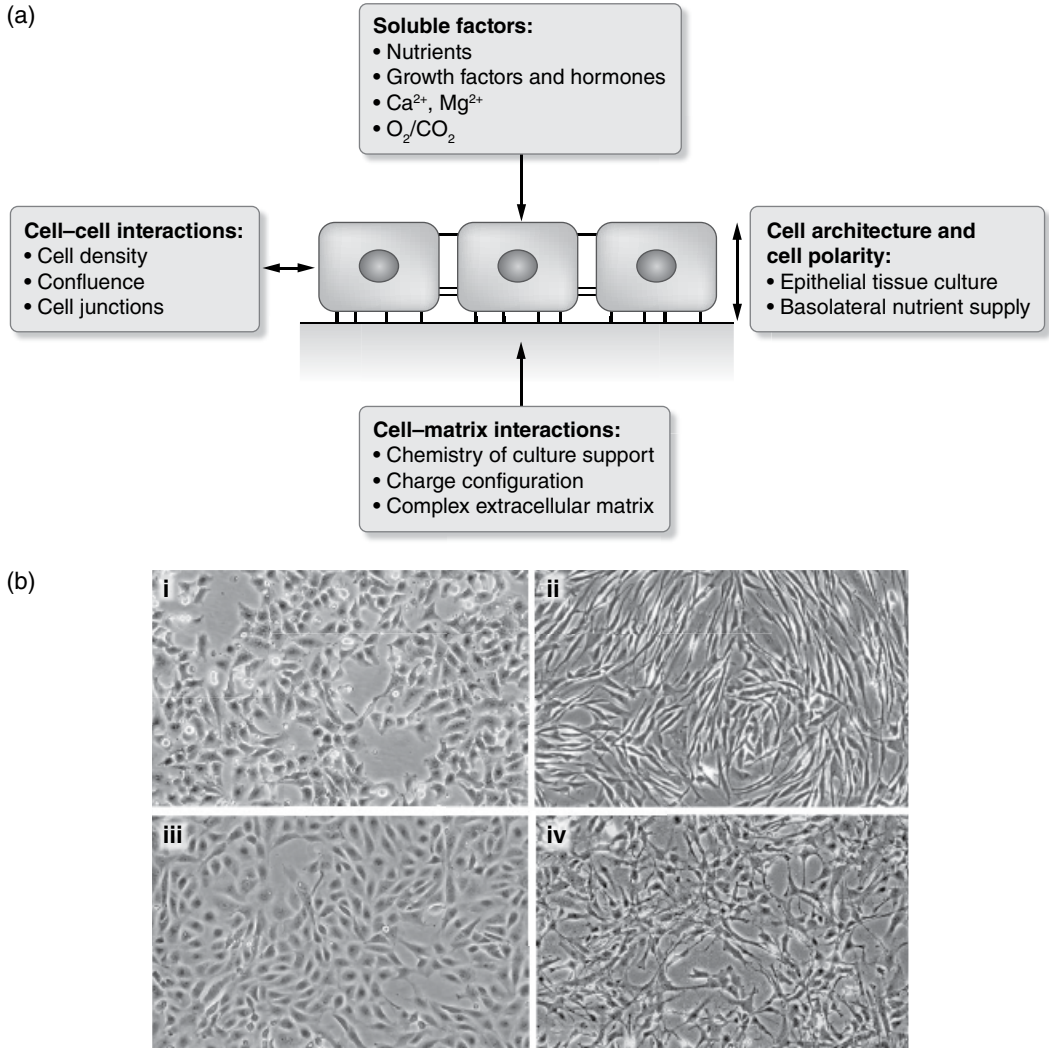 (a)
Soluble factors:
• Nutrients
• Growth factors and hormones
• Ca²⁺, Mg²⁺
• O₂/CO₂
Cell–cell interactions:
• Cell density
• Confluence
• Cell junctions
Cell architecture and
cell polarity:
• Epithelial tissue culture
• Basolateral nutrient supply
Cell–matrix interactions:
• Chemistry of culture support
• Charge configuration
• Complex extracellular matrix
(b)
i
ii
iii
iv